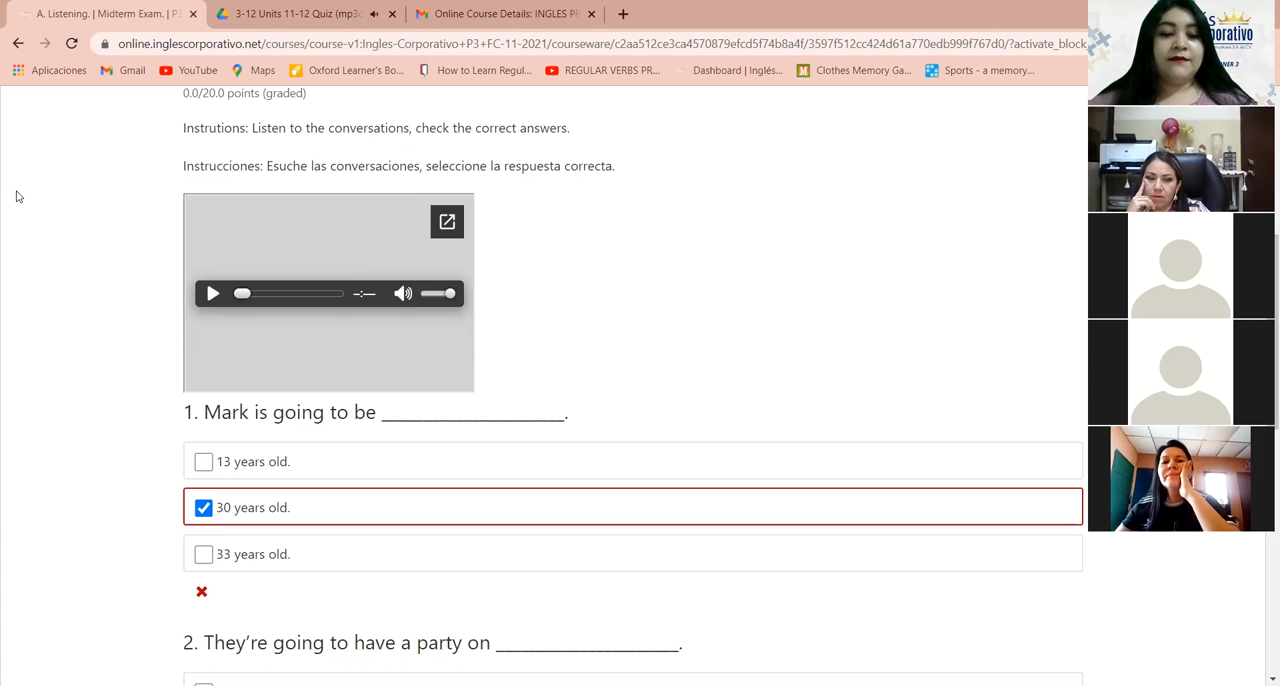 A. Listening. | Midterm Exam. | P3
3-12 Units 11-12 Quiz (mp3c
Online Course Details: INGLES PR
online.inglescorporativo.net/courses/course-v1:Ingles-Corporativo+P3+FC-11-2021/courseware/c2aa512ce3ca4570879efcd5f74b8a4f/3597f512cc424d61a770edb999f767d0/?activate_block
Aplicaciones
Gmail
YouTube
Maps
Oxford Learner's Bo...
How to Learn Regul...
REGULAR VERBS PR...
Dashboard | Inglés...
Clothes Memory Ga...
Sports - a memory...
0.0/20.0 points (graded)
Instrutions: Listen to the conversations, check the correct answers.
Instrucciones: Esuche las conversaciones, seleccione la respuesta correcta.
--:--
1. Mark is going to be ____________________.
13 years old.
30 years old.
33 years old.
2. They're going to have a party on ____________________.